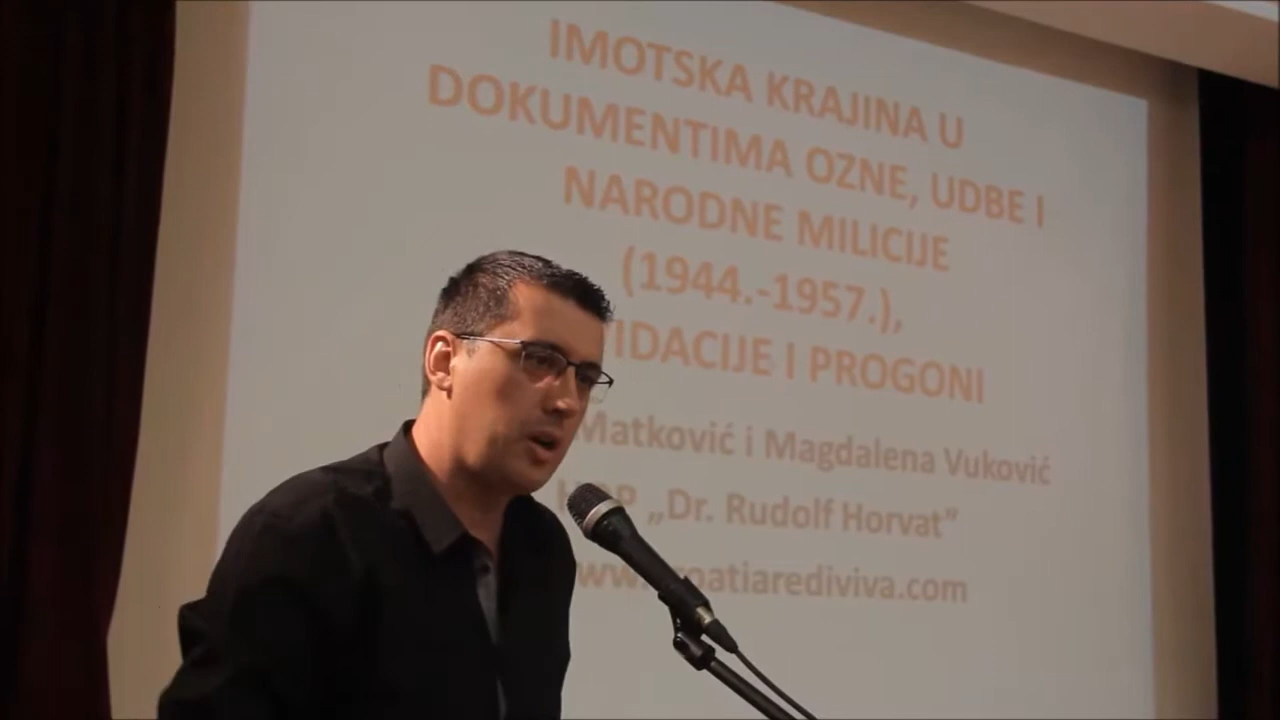 IMOTSKA KRAJINA U
DOKUMENTIMA OZNE, UDBE I
NARODNE MILICIJE
(1944.-1957.),
IDACIJE I PROGONI
Matković i Magdalena Vuković
„Dr. Rudolf Horvat”
oatiarediviva.com